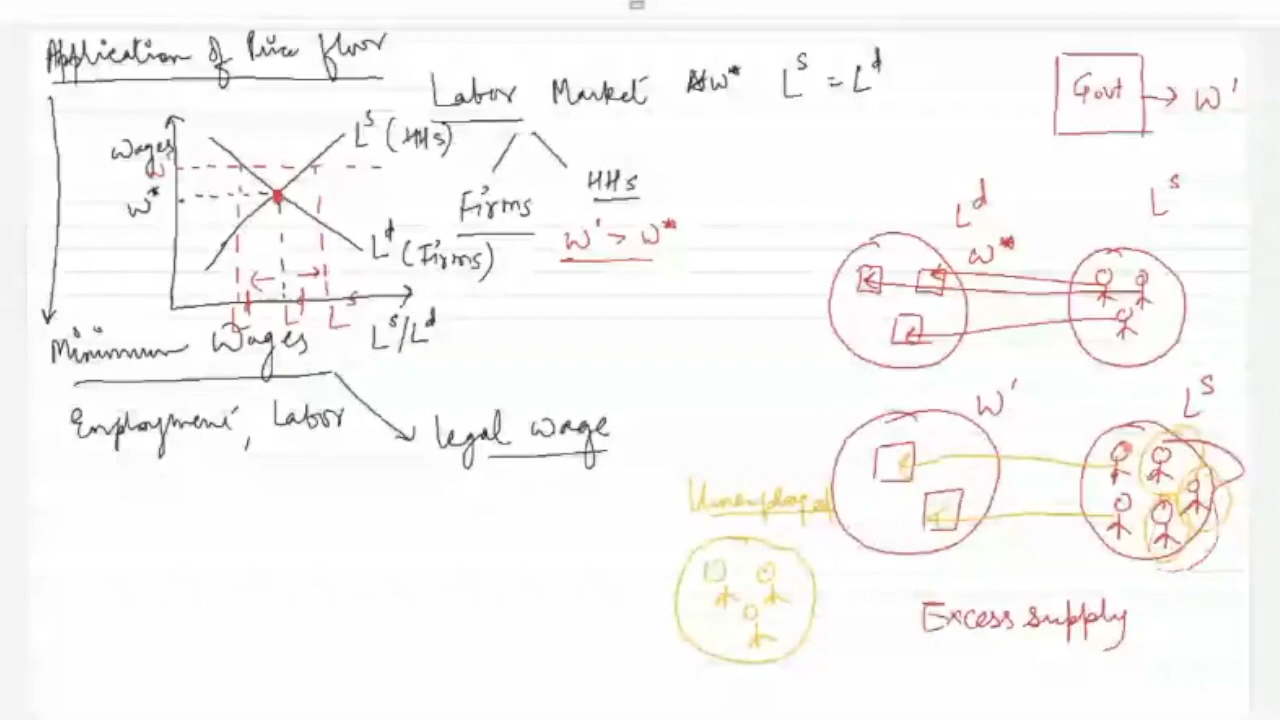 Application of Price floor
Labor Market At w* L^s = L^d
Govt → W'
Wages
L^s (HHs)
W*
Firms
HHs
L^d (Firms)
W' > W*
L^d
L^s
W**
L L^s
L^s/L^d
Minimum Wages
Employment, Labor
legal wage
W'
L^s
Unemployed
Excess supply